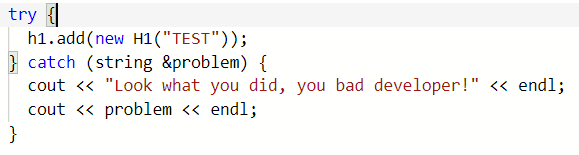 try {
h1.add(new H1("TEST"));
} catch (string &problem) {
cout << "Look what you did, you bad developer!" << endl;
cout << problem << endl;
}